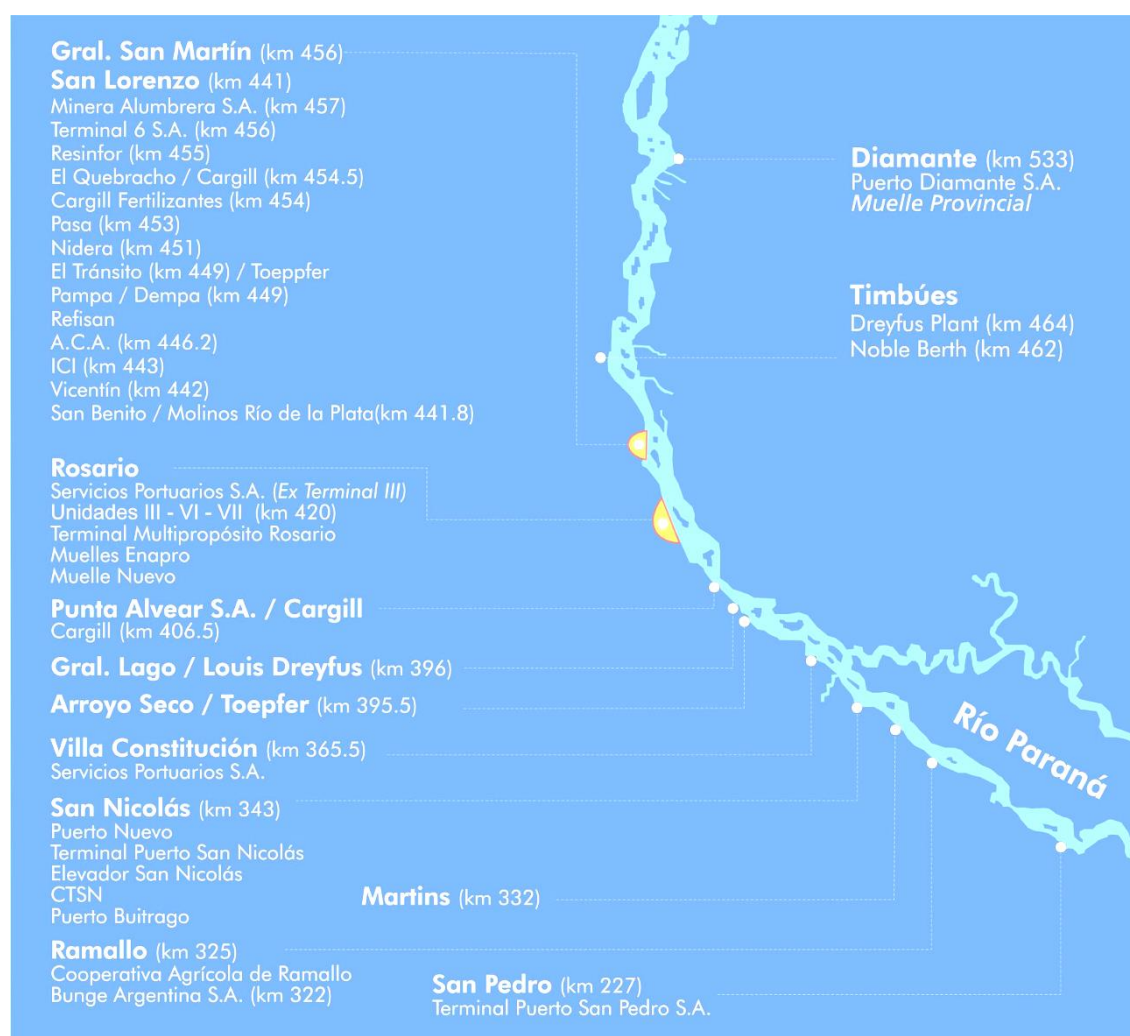 Gral. San Martín (km 456)
San Lorenzo (km 441)
Minera Alumbrera S.A. (km 457)
Terminal 6 S.A. (km 456)
Resinfor (km 455)
El Quebracho / Cargill (km 454.5)
Cargill Fertilizantes (km 454)
Pasa (km 453)
Nidera (km 451)
El Tránsito (km 449) / Toeppfer
Pampa / Dempa (km 449)
Refisan
A.C.A. (km 446.2)
ICI (km 443)
Vicentín (km 442)
San Benito / Molinos Río de la Plata(km 441.8)
Rosario
Servicios Portuarios S.A. (Ex Terminal III)
Unidades III - VI - VII (km 420)
Terminal Multipropósito Rosario
Muelles Enapro
Muelle Nuevo
Punta Alvear S.A. / Cargill
Cargill (km 406.5)
Gral. Lago / Louis Dreyfus (km 396)
Arroyo Seco / Toepfer (km 395.5)
Villa Constitución (km 365.5)
Servicios Portuarios S.A.
San Nicolás (km 343)
Puerto Nuevo
Terminal Puerto San Nicolás
Elevador San Nicolás
CTSN
Puerto Buitrago
Martins (km 332)
Ramallo (km 325)
Cooperativa Agrícola de Ramallo
Bunge Argentina S.A. (km 322)
San Pedro (km 227)
Terminal Puerto San Pedro S.A.
Diamante (km 533)
Puerto Diamante S.A.
Muelle Provincial
Timbúes
Dreyfus Plant (km 464)
Noble Berth (km 462)
Río Paraná